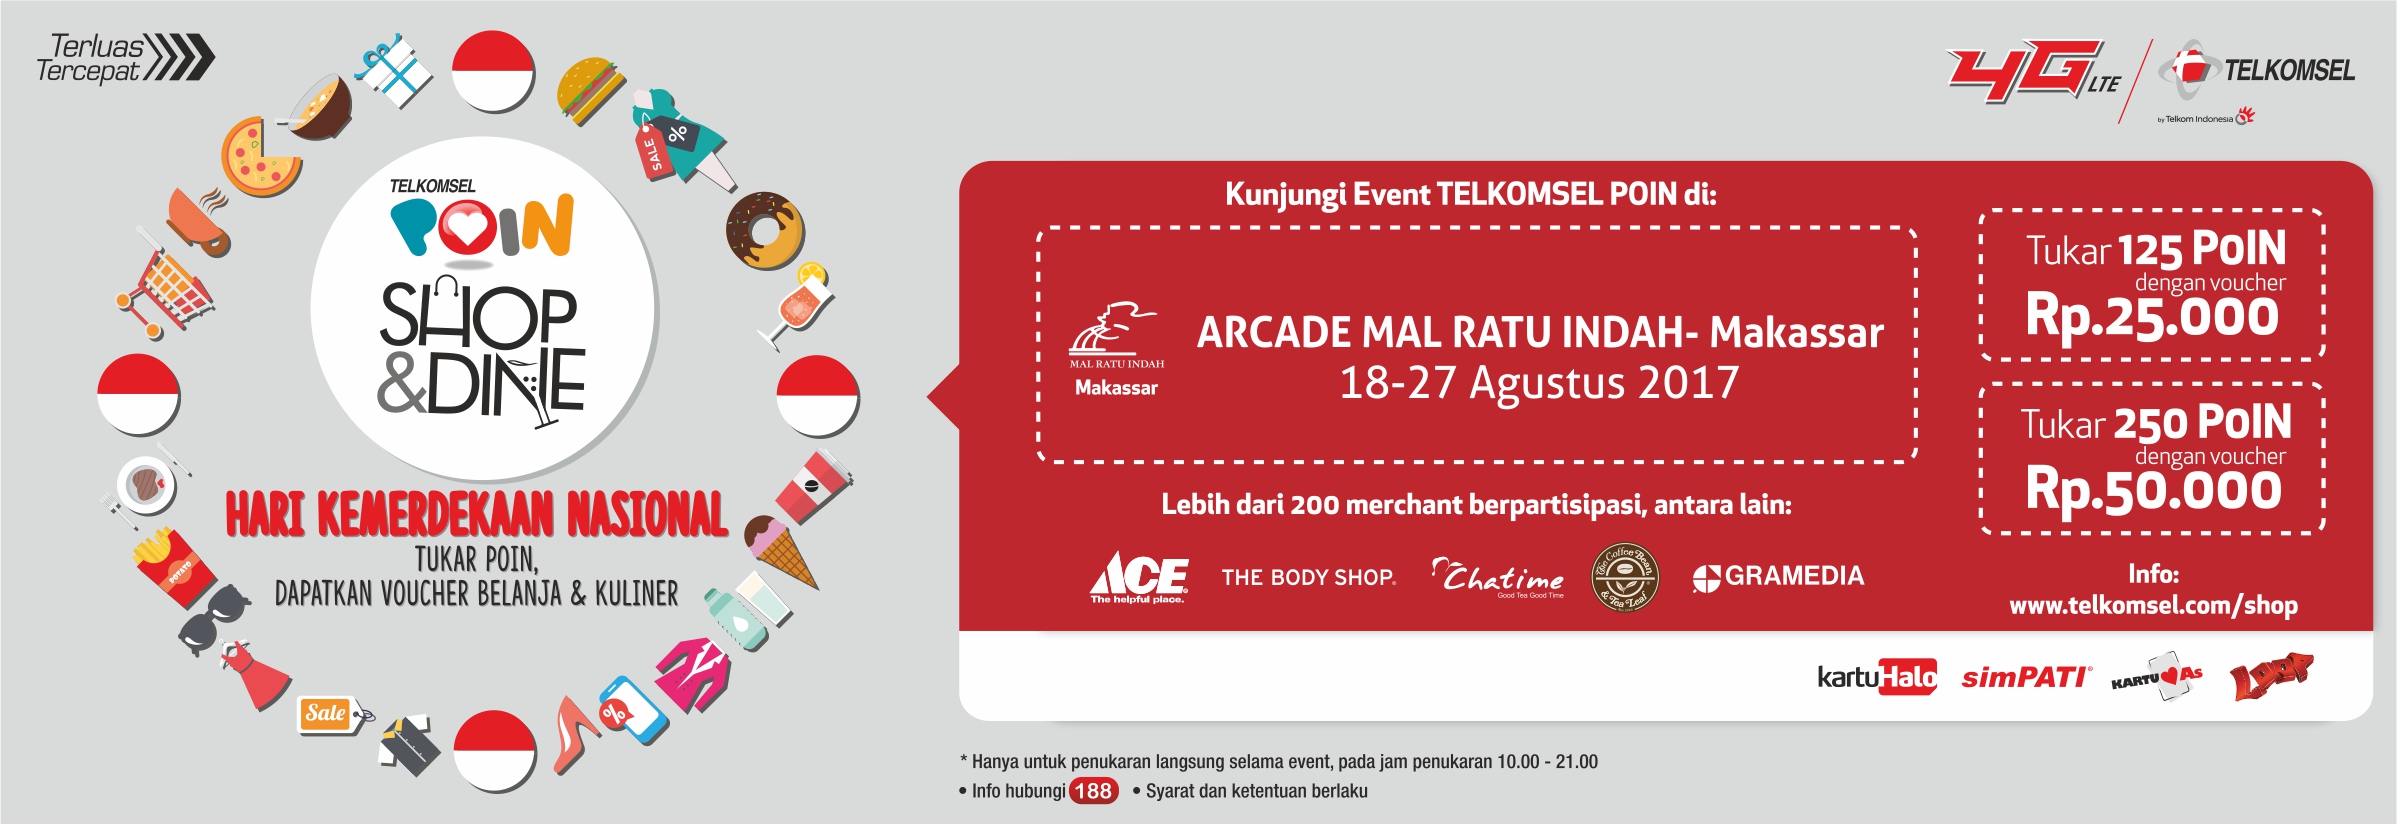 Terluas
Tercepat
SALE
%
TELKOMSEL
POIN
SHOP
&DINE
HARI KEMERDEKAAN NASIONAL
TUKAR POIN,
DAPATKAN VOUCHER BELANJA & KULINER
POTATO
Sale
%
4G LTE
TELKOMSEL
by Telkom Indonesia
Kunjungi Event TELKOMSEL POIN di:
MAL RATU INDAH
Makassar
ARCADE MAL RATU INDAH- Makassar
18-27 Agustus 2017
Lebih dari 200 merchant berpartisipasi, antara lain:
ACE
The helpful place.
THE BODY SHOP.
Chatime
Good Tea Good Time
The Coffee Bean
& Tea Leaf
GRAMEDIA
Tukar 125 POIN
dengan voucher
Rp.25.000
Tukar 250 POIN
dengan voucher
Rp.50.000
Info:
www.telkomsel.com/shop
kartuHalo
simPATI
KARTU As
LOOP
* Hanya untuk penukaran langsung selama event, pada jam penukaran 10.00 - 21.00
• Info hubungi 188 • Syarat dan ketentuan berlaku